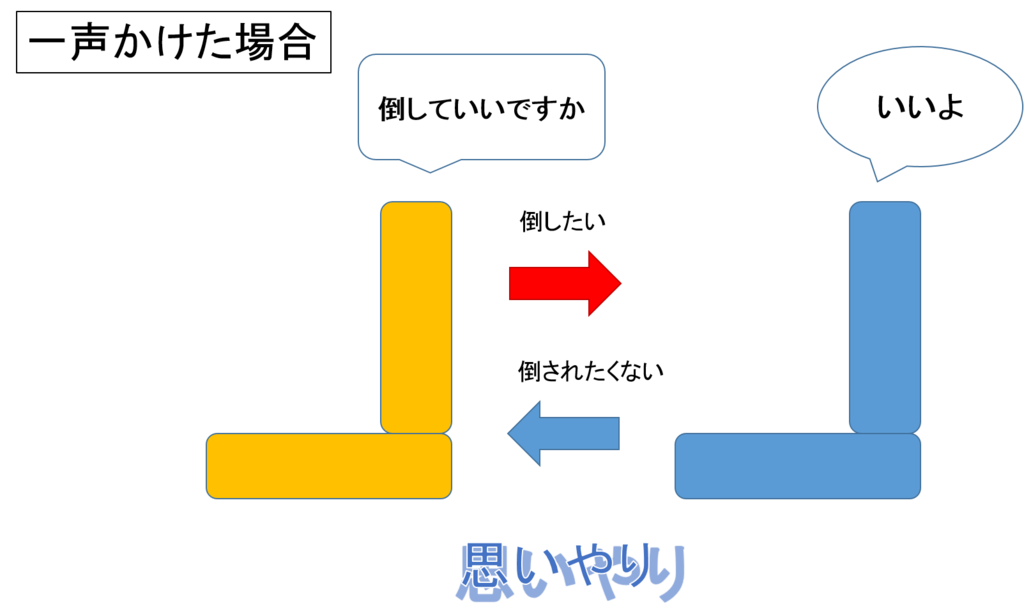 一声かけた場合
倒していいですか
いいよ
倒したい
倒されたくない
思いやり